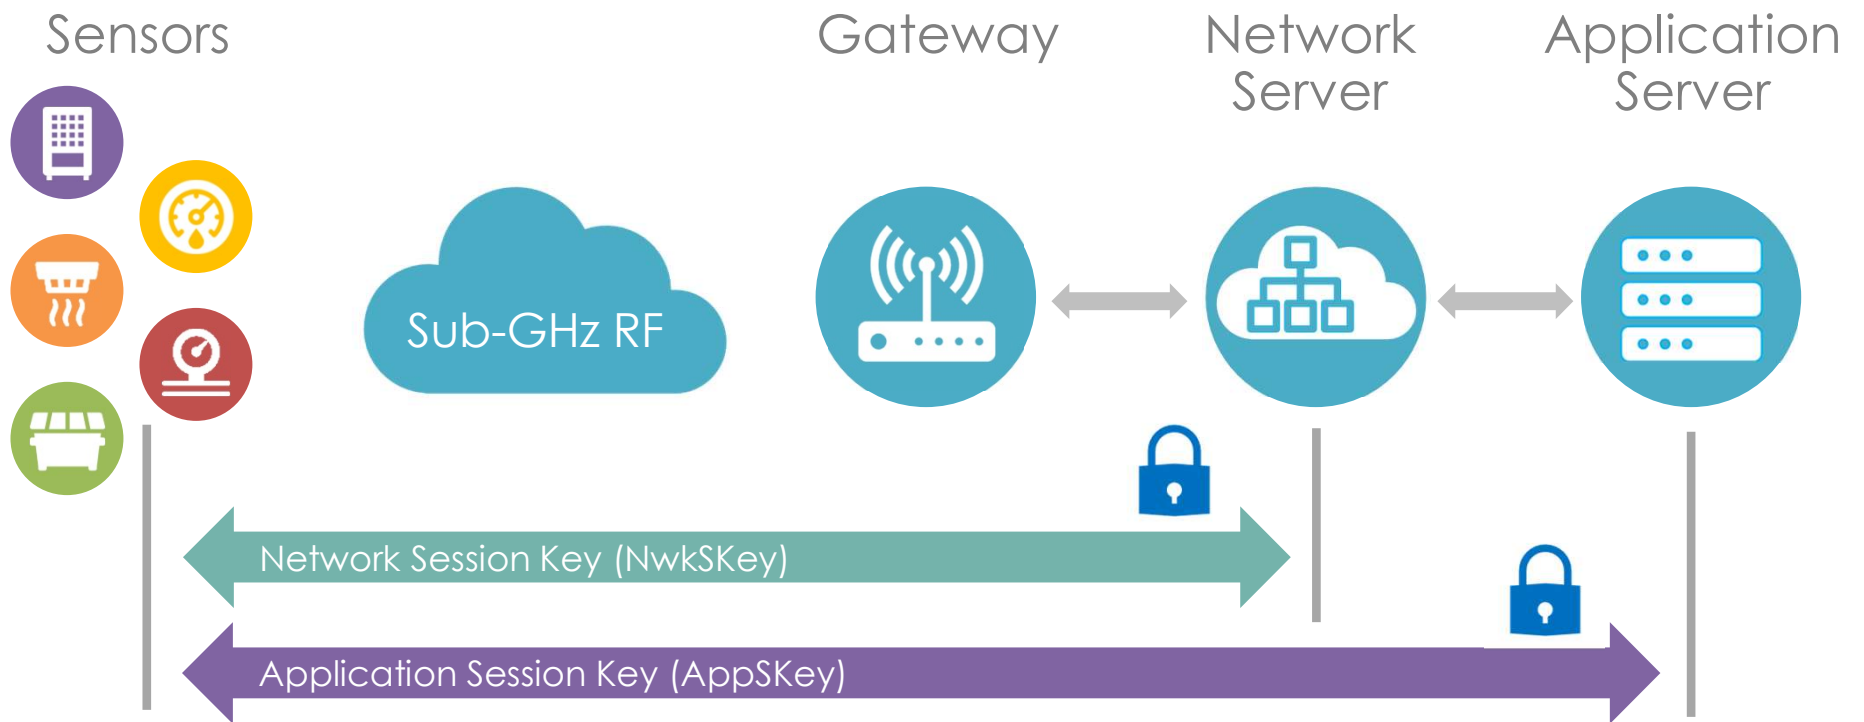 Sensors
Gateway
Network
Server
Application
Server
Sub-GHz RF
Network Session Key (NwkSKey)
Application Session Key (AppSKey)